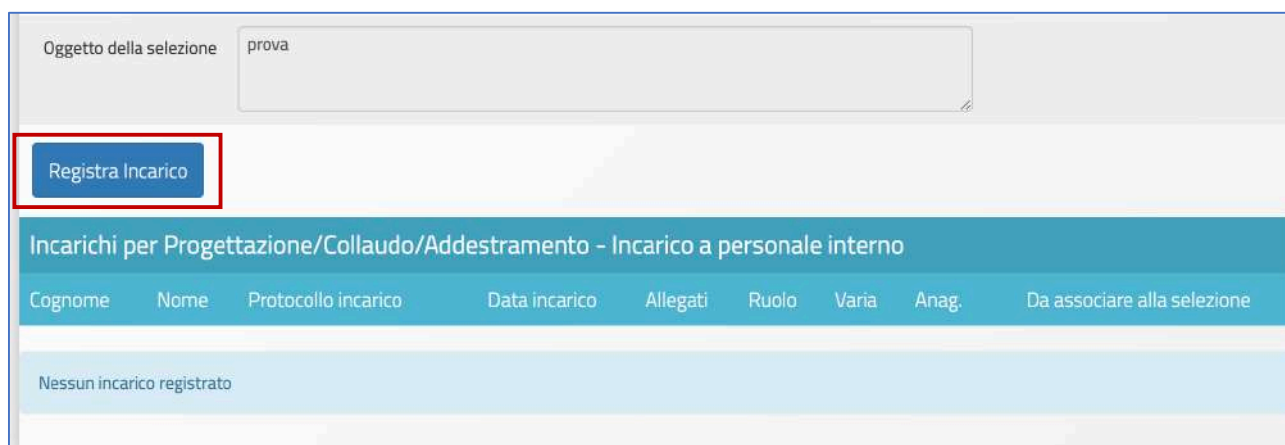 Oggetto della selezione prova
Registra Incarico
Incarichi per Progettazione/Collaudo/Addestramento - Incarico a personale interno
Cognome Nome Protocollo incarico Data incarico Allegati Ruolo Varia Anag. Da associare alla selezione
Nessun incarico registrato